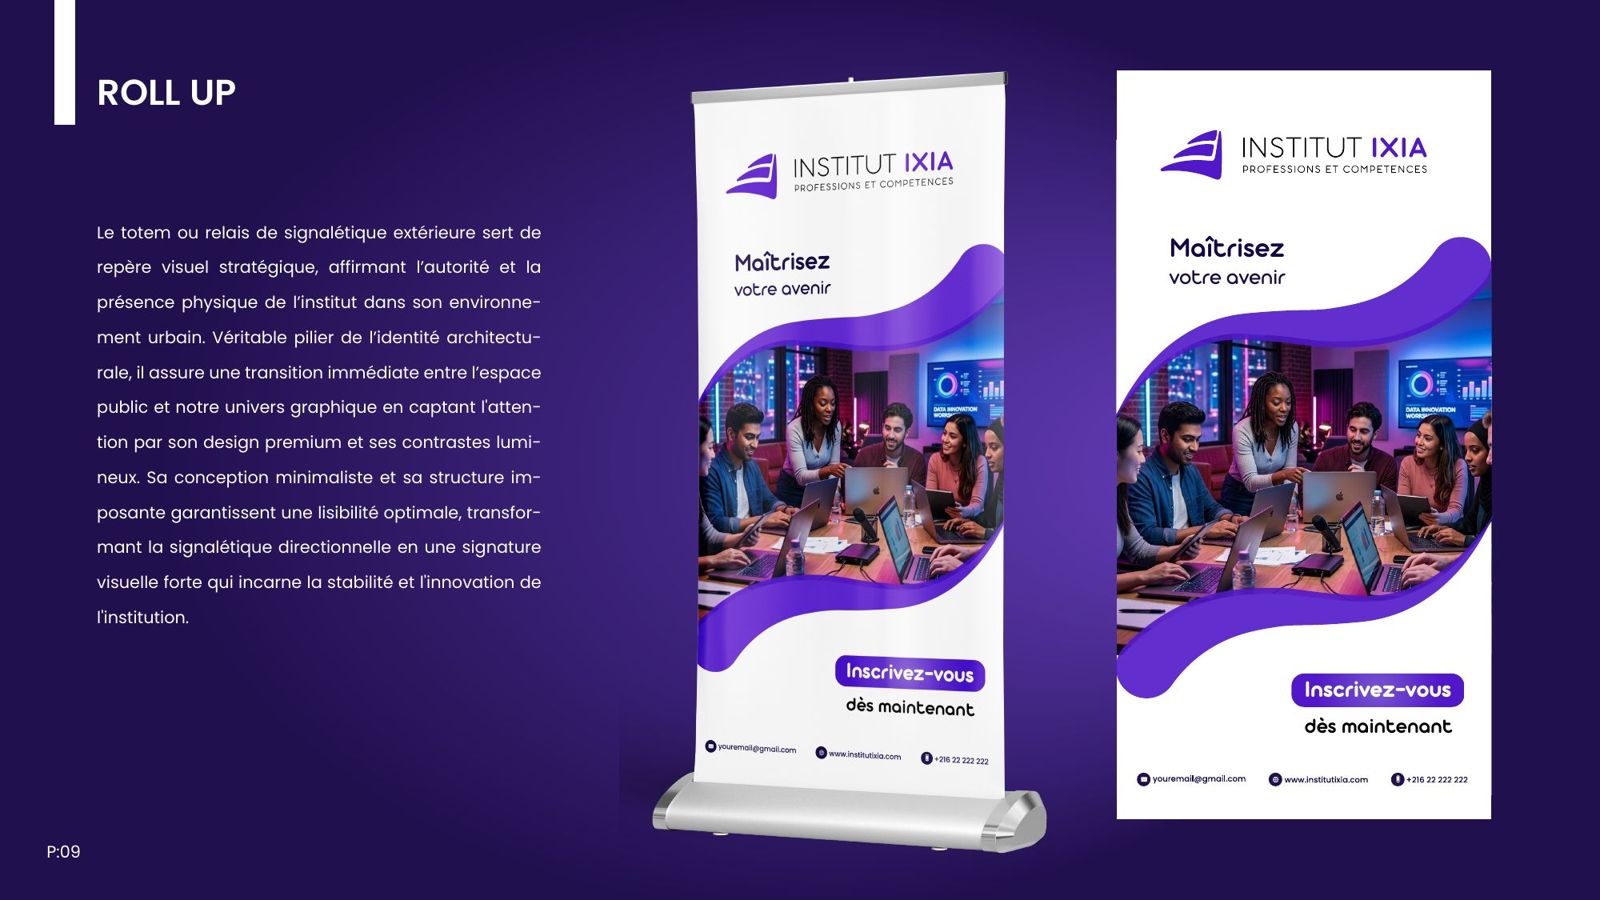 ROLL UP
Le totem ou relais de signalétique extérieure sert de
repère visuel stratégique, affirmant l’autorité et la
présence physique de l’institut dans son environne-
ment urbain. Véritable pilier de l’identité architectu-
rale, il assure une transition immédiate entre l’espace
public et notre univers graphique en captant l'atten-
tion par son design premium et ses contrastes lumi-
neux. Sa conception minimaliste et sa structure im-
posante garantissent une lisibilité optimale, transfor-
mant la signalétique directionnelle en une signature
visuelle forte qui incarne la stabilité et l'innovation de
l'institution.
P:09
INSTITUT IXIA
PROFESSIONS ET COMPETENCES
Maîtrisez
votre avenir
DATA INNOVATION
Inscrivez-vous
dès maintenant
youremail@gmail.com
www.institutixia.com
+216 22 222 222
INSTITUT IXIA
PROFESSIONS ET COMPETENCES
Maîtrisez
votre avenir
DATA INNOVATION
Inscrivez-vous
dès maintenant
youremail@gmail.com
www.institutixia.com
+216 22 222 222